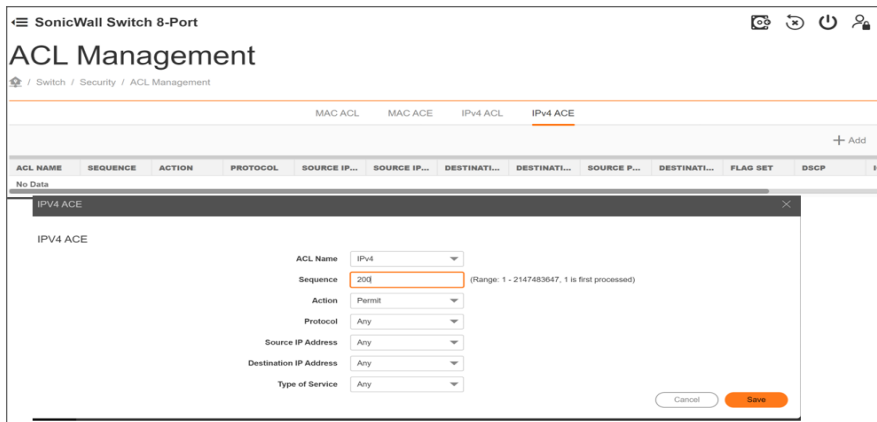 SonicWall Switch 8-Port
ACL Management
/ Switch / Security / ACL Management
MAC ACL MAC ACE IPv4 ACL IPv4 ACE
+ Add
ACL NAME SEQUENCE ACTION PROTOCOL SOURCE IP... SOURCE IP... DESTINATI... DESTINATI... SOURCE P... DESTINATI... FLAG SET DSCP
No Data
IPV4 ACE
IPV4 ACE
ACL Name IPv4
Sequence 200 (Range: 1 - 2147483647, 1 is first processed)
Action Permit
Protocol Any
Source IP Address Any
Destination IP Address Any
Type of Service Any
Cancel Save